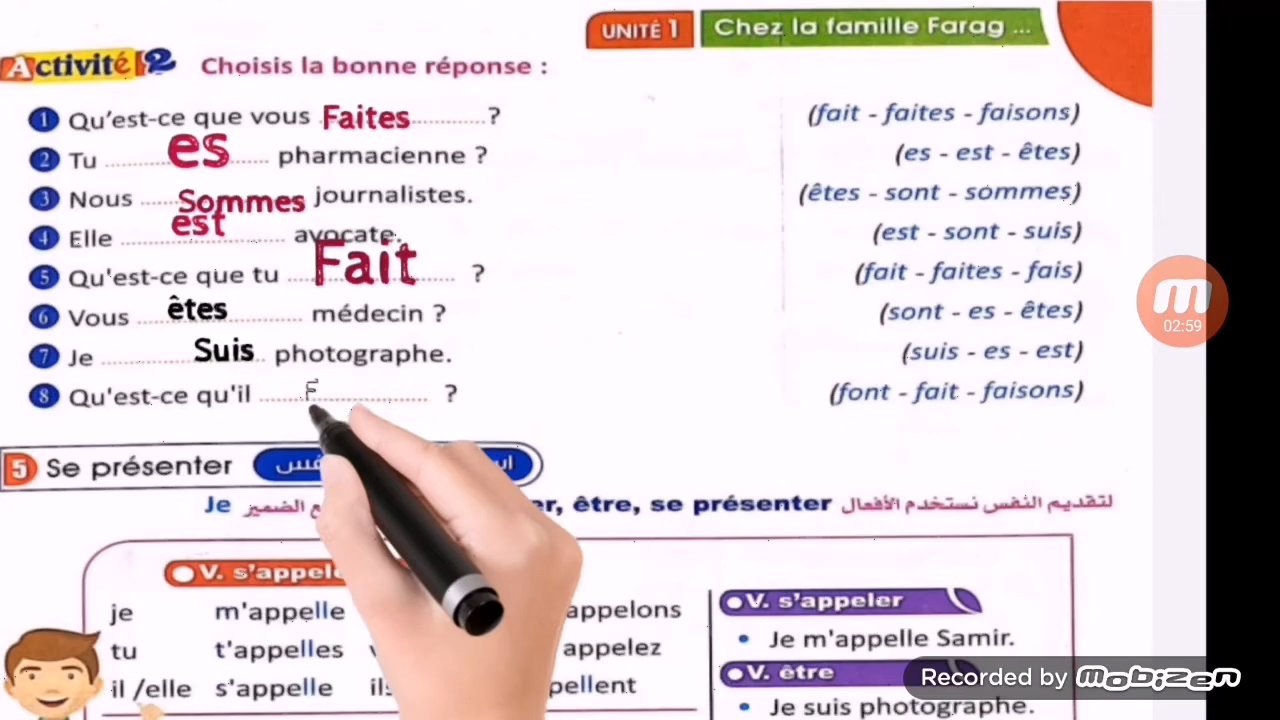 UNITÉ 1 Chez la famille Farag ...
Activité 2 Choisis la bonne réponse :
1 Qu'est-ce que vous Faites ............? (fait - faites - faisons)
2 Tu ........ es ...... pharmacienne ? (es - est - êtes)
3 Nous ..... Sommes journalistes. (êtes - sont - sommes)
4 Elle ........ est ........ avocate. (est - sont - suis)
5 Qu'est-ce que tu .... Fait ...... ? (fait - faites - fais)
6 Vous ..... êtes .......... médecin ? (sont - es - êtes)
7 Je .............. Suis .. photographe. (suis - es - est)
8 Qu'est-ce qu'il ....... F ................ ? (font - fait - faisons)
02:59
5 Se présenter
Je الضمير être, se présenter لتقديم النفس نستخدم الأفعال
je m'appelle appelons
tu t'appelles appelez
il /elle s'appelle
V. s'appeler
• Je m'appelle Samir.
V. être
• Je suis photographe.
Recorded by mobizen